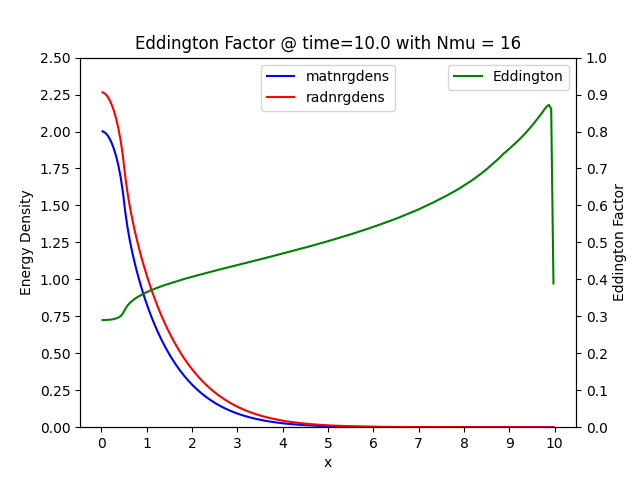 Eddington Factor @ time=10.0 with Nmu = 16
matnrgdens
radnrgdens
Eddington
Energy Density
2.50
2.25
2.00
1.75
1.50
1.25
1.00
0.75
0.50
0.25
0.00
1.0
0.9
0.8
0.7
0.6
0.5
0.4
0.3
0.2
0.1
0.0
Eddington Factor
0 1 2 3 4 5 6 7 8 9 10
x